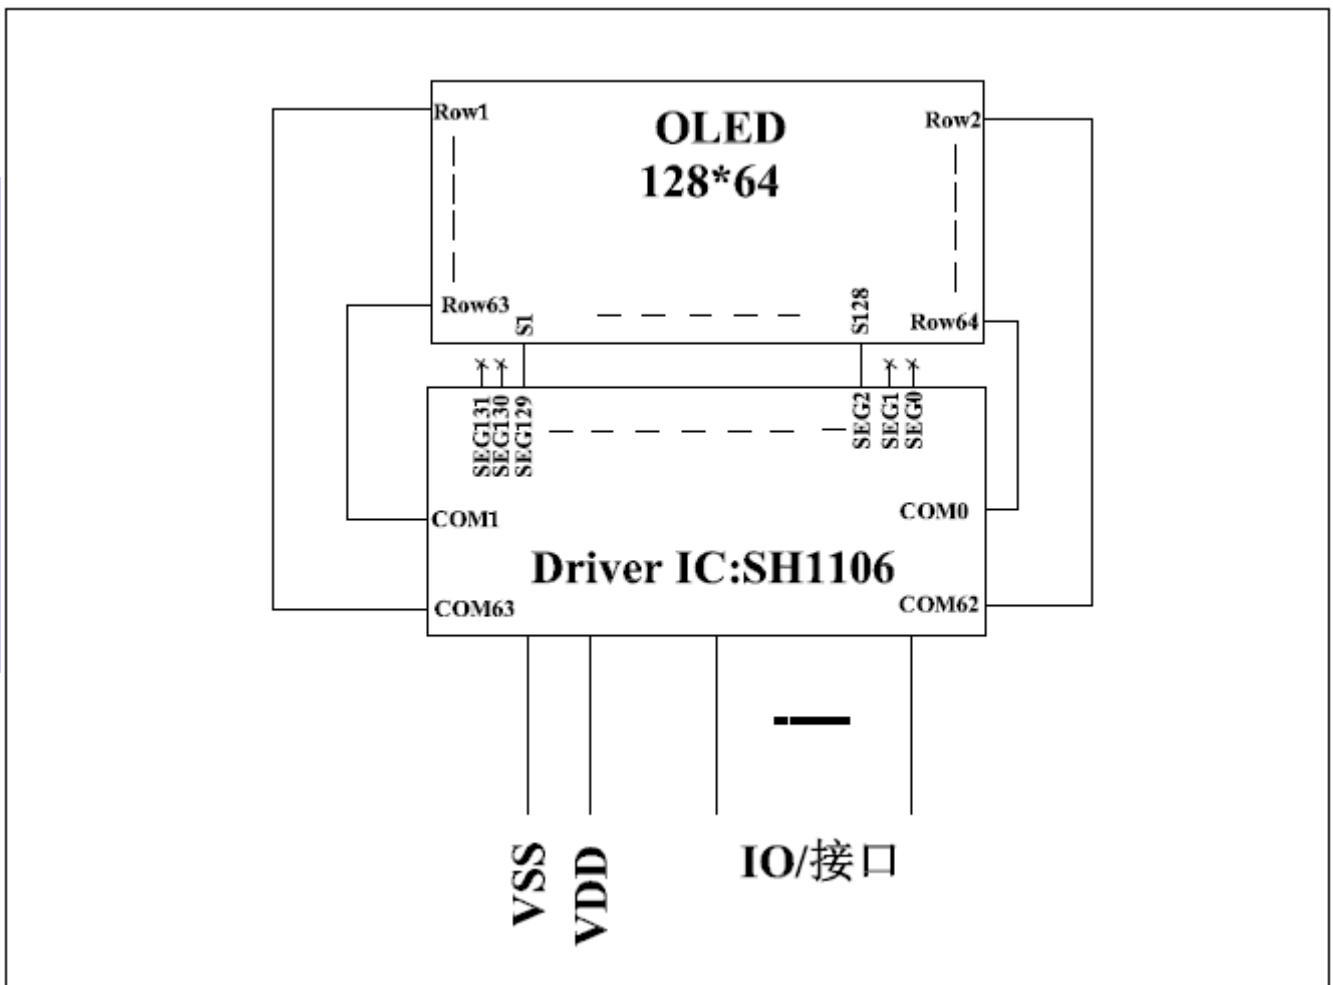 Row1
OLED
Row2
128*64
Row63
S1
S128
Row64
SEG131
SEG130
SEG129
SEG2
SEG1
SEG0
COM1
COM0
Driver IC:SH1106
COM63
COM62
VSS
VDD
IO/接口